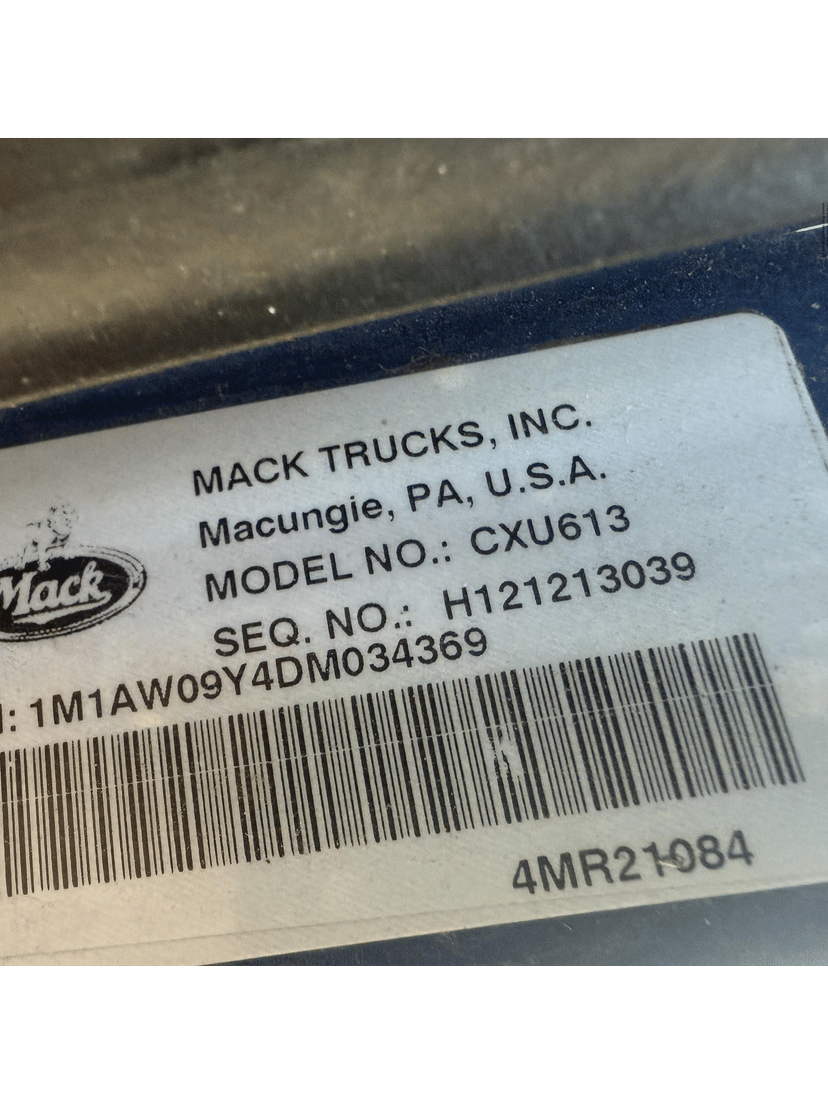 MACK TRUCKS, INC.
Macungie, PA, U.S.A.
MODEL NO.: CXU613
SEQ. NO.: H121213039
Mack
: 1M1AW09Y4DM034369
4MR21084